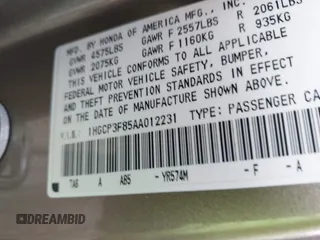 MFD. BY HONDA OF AMERICA MFG., INC.
GVWR 4575LBS GAWR F 2557LBS R 2061LBS
GVWR 2075KG GAWR F 1160KG R 935KG
THIS VEHICLE CONFORMS TO ALL APPLICABLE
FEDERAL MOTOR VEHICLE SAFETY, BUMPER,
AND THEFT PREVENTION STANDARDS IN EFFECT
ON THE DATE OF MANUFACTURE SHOWN ABOVE.
V.I.N.: 1HGCP3F85AA012231 TYPE: PASSENGER CA
TA6 A AB5 - YR574M - F - A
DREAMBID